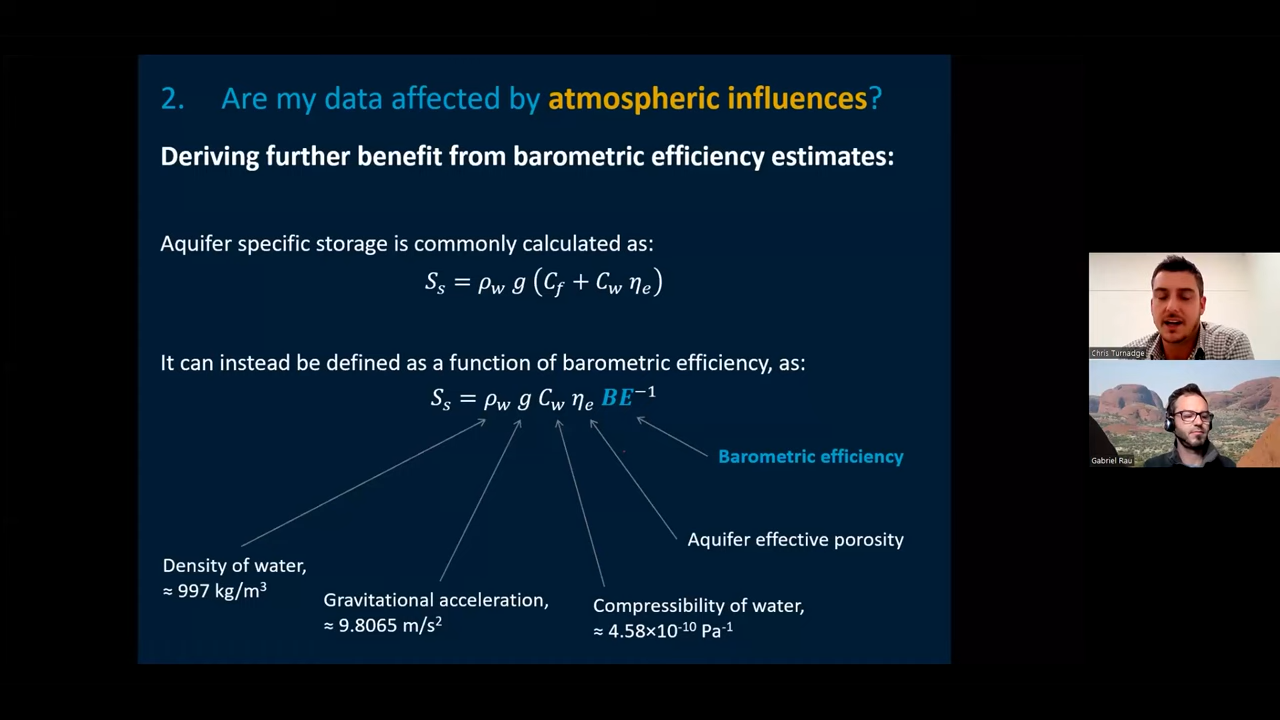 2. Are my data affected by atmospheric influences?
Deriving further benefit from barometric efficiency estimates:
Aquifer specific storage is commonly calculated as:
Sₛ = ρ_w g (C_f + C_w ηₑ)
It can instead be defined as a function of barometric efficiency, as:
Sₛ = ρ_w g C_w ηₑ BE⁻¹
Barometric efficiency
Aquifer effective porosity
Density of water,
≈ 997 kg/m³
Gravitational acceleration,
≈ 9.8065 m/s²
Compressibility of water,
≈ 4.58×10⁻¹⁰ Pa⁻¹
Chris Turnadge
Gabriel Rau